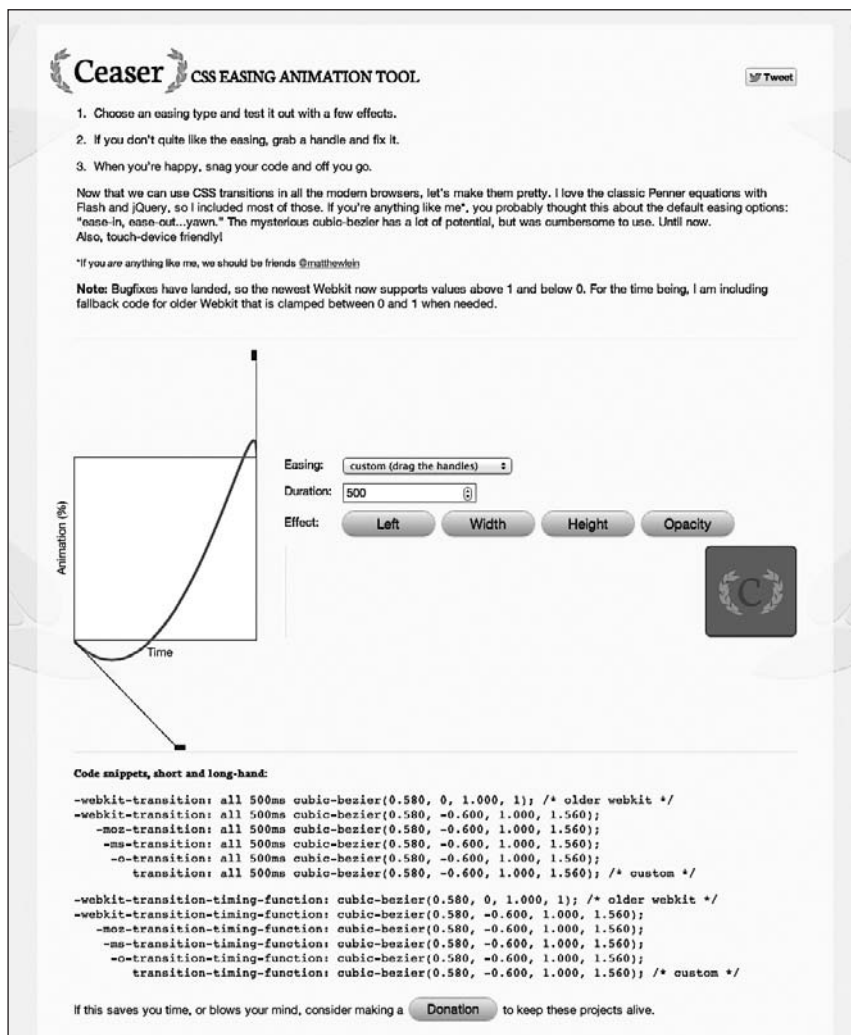 Ceaser CSS EASING ANIMATION TOOL
Tweet
1. Choose an easing type and test it out with a few effects.
2. If you don't quite like the easing, grab a handle and fix it.
3. When you're happy, snag your code and off you go.
Now that we can use CSS transitions in all the modern browsers, let's make them pretty. I love the classic Penner equations with
Flash and jQuery, so I included most of those. If you're anything like me*, you probably thought this about the default easing options:
"ease-in, ease-out...yawn." The mysterious cubic-bezier has a lot of potential, but was cumbersome to use. Until now.
Also, touch-device friendly!
*If you are anything like me, we should be friends @matthewlein
Note: Bugfixes have landed, so the newest Webkit now supports values above 1 and below 0. For the time being, I am including
fallback code for older Webkit that is clamped between 0 and 1 when needed.
Animation (%)
Time
Easing: custom (drag the handles)
Duration: 500
Effect: Left Width Height Opacity
C
Code snippets, short and long-hand:
-webkit-transition: all 500ms cubic-bezier(0.580, 0, 1.000, 1); /* older webkit */
-webkit-transition: all 500ms cubic-bezier(0.580, -0.600, 1.000, 1.560);
-moz-transition: all 500ms cubic-bezier(0.580, -0.600, 1.000, 1.560);
-ms-transition: all 500ms cubic-bezier(0.580, -0.600, 1.000, 1.560);
-o-transition: all 500ms cubic-bezier(0.580, -0.600, 1.000, 1.560);
transition: all 500ms cubic-bezier(0.580, -0.600, 1.000, 1.560); /* custom */
-webkit-transition-timing-function: cubic-bezier(0.580, 0, 1.000, 1); /* older webkit */
-webkit-transition-timing-function: cubic-bezier(0.580, -0.600, 1.000, 1.560);
-moz-transition-timing-function: cubic-bezier(0.580, -0.600, 1.000, 1.560);
-ms-transition-timing-function: cubic-bezier(0.580, -0.600, 1.000, 1.560);
-o-transition-timing-function: cubic-bezier(0.580, -0.600, 1.000, 1.560);
transition-timing-function: cubic-bezier(0.580, -0.600, 1.000, 1.560); /* custom */
If this saves you time, or blows your mind, consider making a Donation to keep these projects alive.